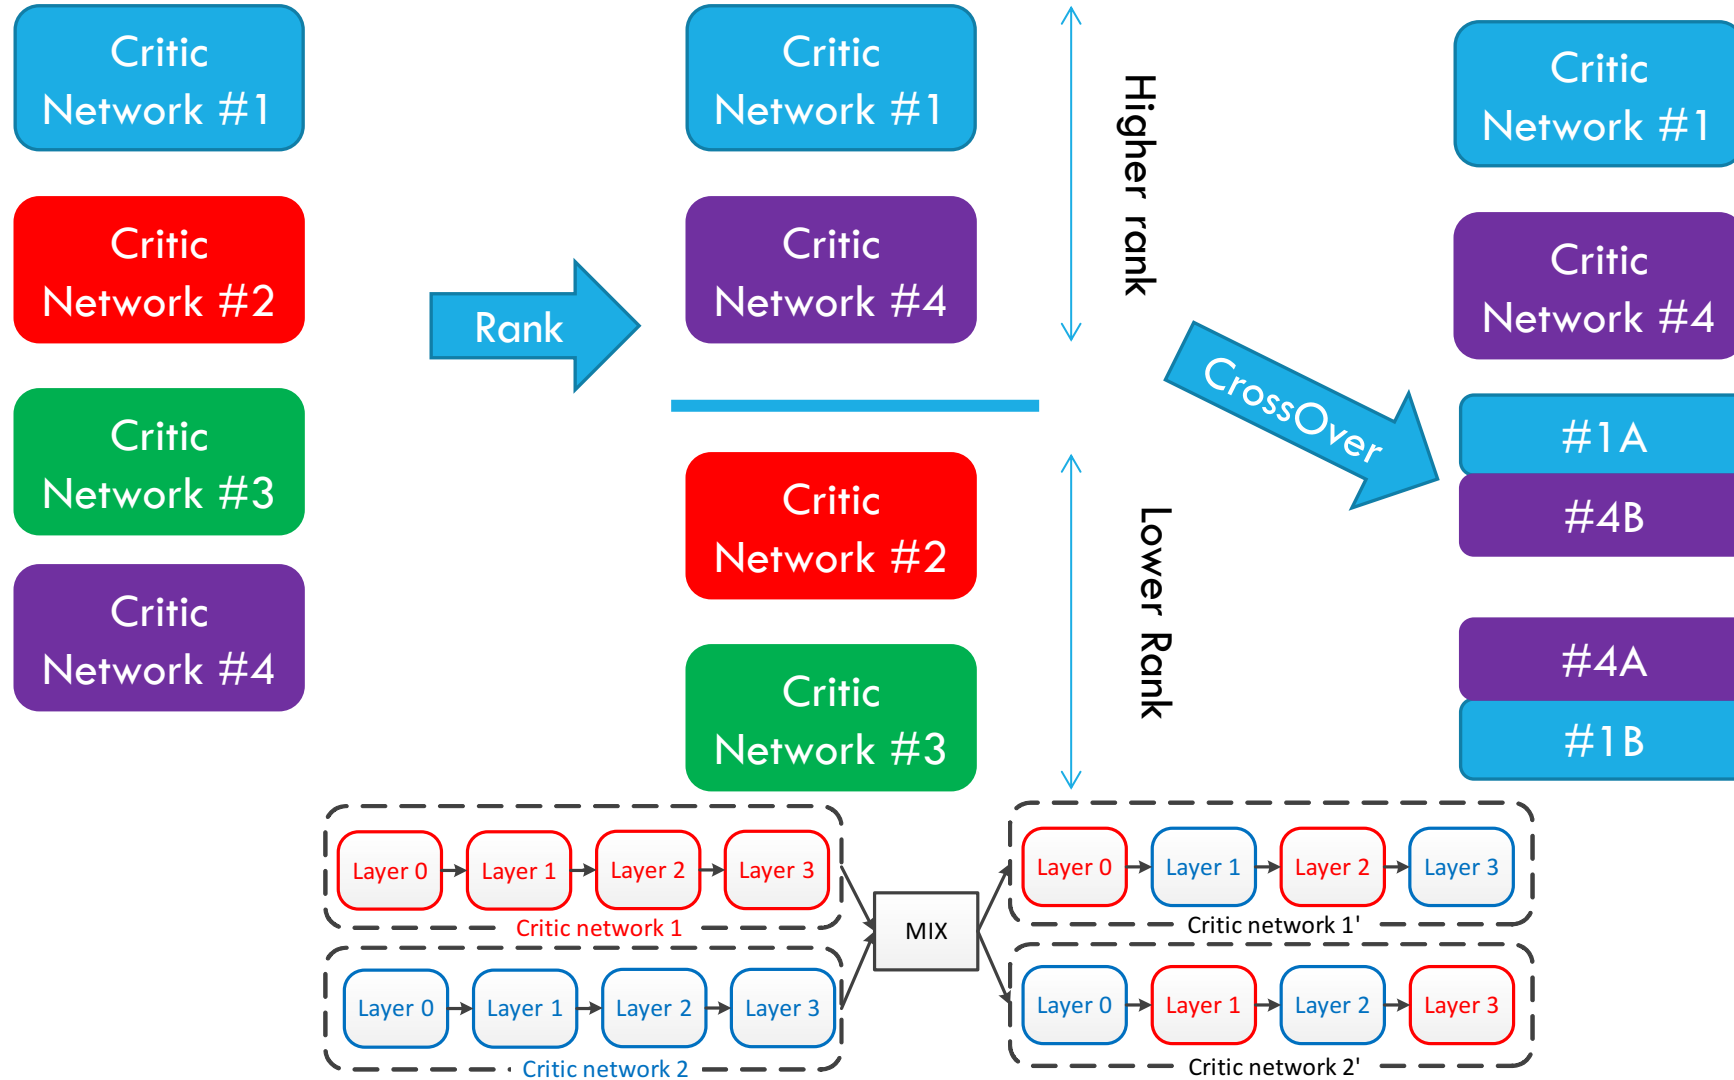 Critic
Network #1
Critic
Network #2
Critic
Network #3
Critic
Network #4
Rank
Critic
Network #1
Critic
Network #4
Critic
Network #2
Critic
Network #3
Higher rank
Lower Rank
CrossOver
Critic
Network #1
Critic
Network #4
#1A
#4B
#4A
#1B
Layer 0
Layer 1
Layer 2
Layer 3
Critic network 1
Layer 0
Layer 1
Layer 2
Layer 3
Critic network 2
MIX
Layer 0
Layer 1
Layer 2
Layer 3
Critic network 1'
Layer 0
Layer 1
Layer 2
Layer 3
Critic network 2'